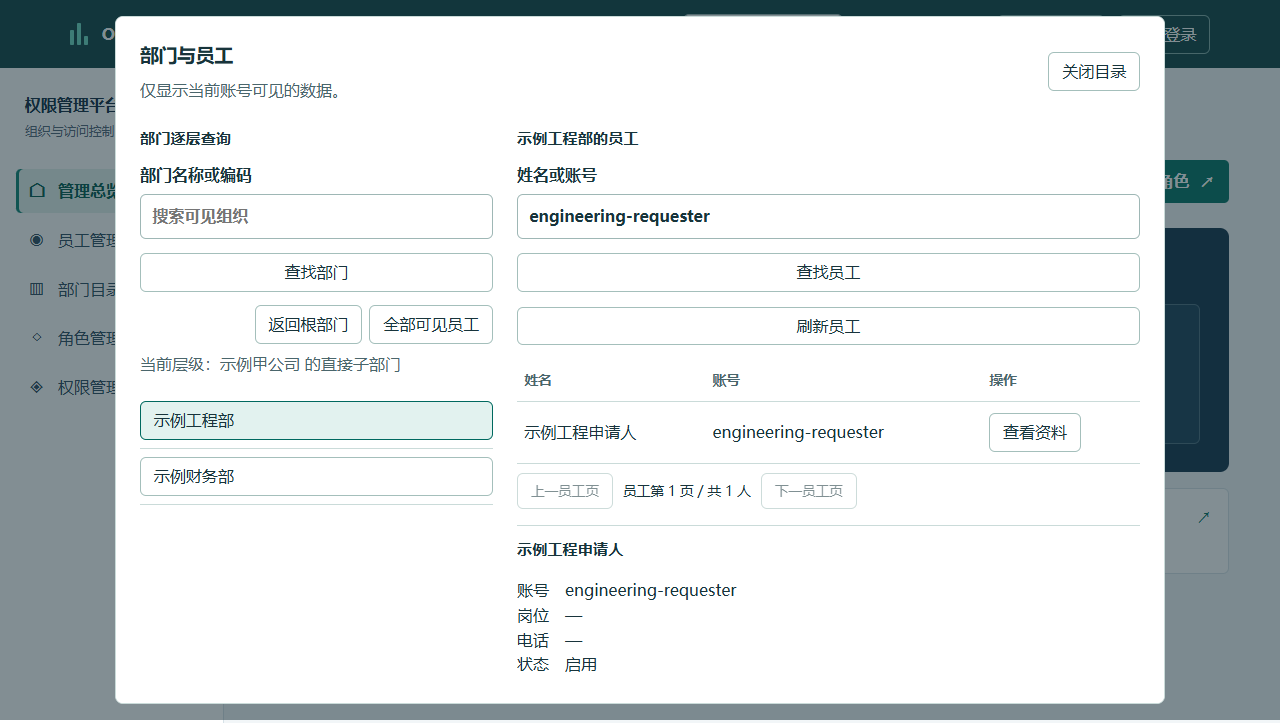 登录
权限管理平台
组织与访问控制
管理总览
员工管理
部门目录
角色管理
权限管理
角色 ↗
部门与员工
仅显示当前账号可见的数据。
关闭目录
部门逐层查询
部门名称或编码
搜索可见组织
查找部门
返回根部门
全部可见员工
当前层级：示例甲公司 的直接子部门
示例工程部
示例财务部
示例工程部的员工
姓名或账号
engineering-requester
查找员工
刷新员工
姓名 账号 操作
示例工程申请人 engineering-requester 查看资料
上一员工页 员工第 1 页 / 共 1 人 下一员工页
示例工程申请人
账号 engineering-requester
岗位 —
电话 —
状态 启用